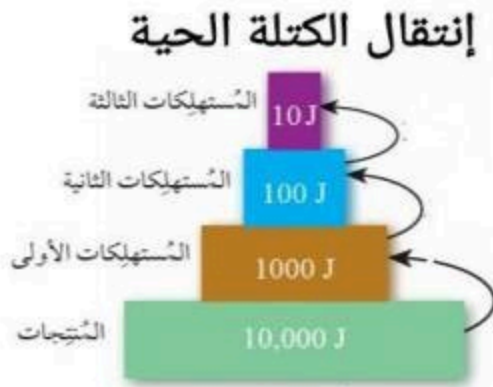 إنتقال الكتلة الحية
المُستهلِكات الثالثة
10 J
المُستهلِكات الثانية
100 J
المُستهلِكات الأولى
1000 J
المُنتِجات
10,000 J